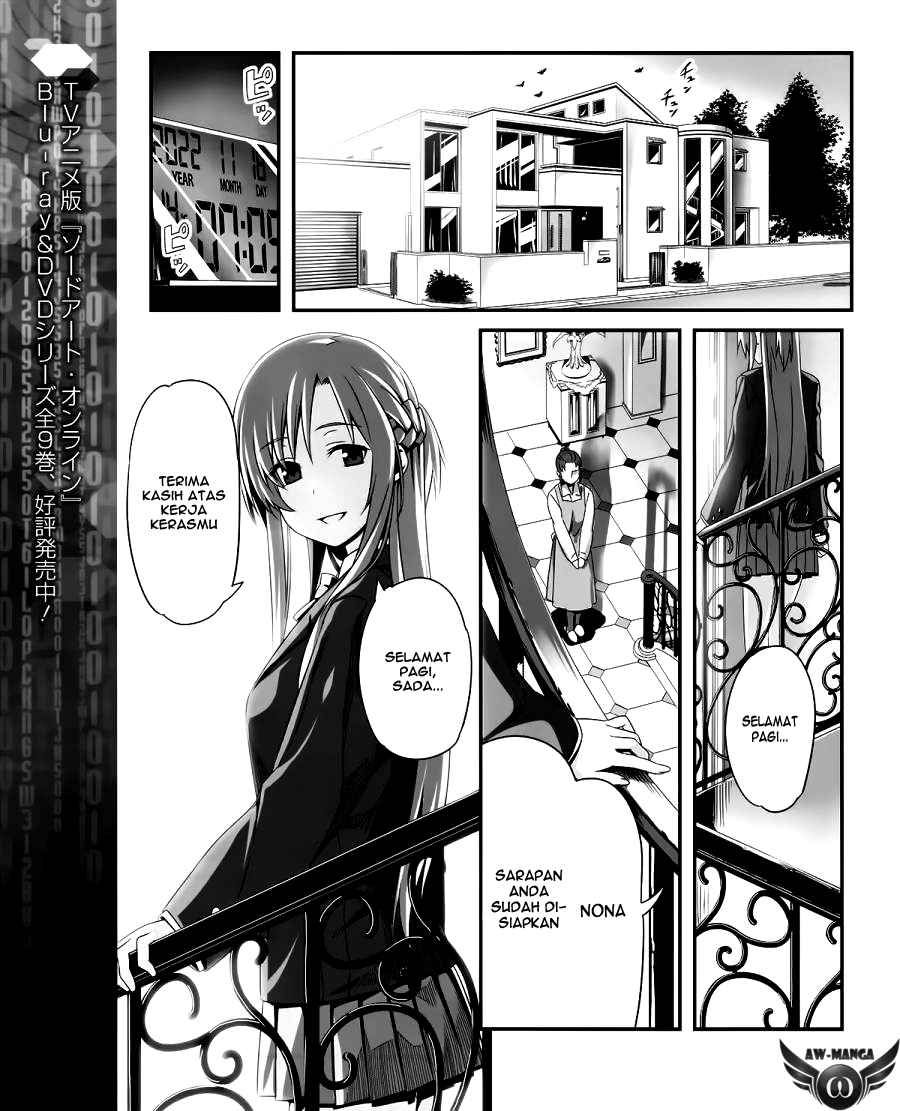 TVアニメ版『ソードアート・オンライン』
Blu-ray&DVDシリーズ全9巻、好評発売中!
チュン
チュン
ピピッ
ピピッ
2022 11
YEAR MONTH DAY
SELAMAT
PAGI...
NONA
SARAPAN
ANDA
SUDAH DI-
SIAPKAN
SELAMAT
PAGI,
SADA...
TERIMA
KASIH ATAS
KERJA
KERASMU
AW-MANGA